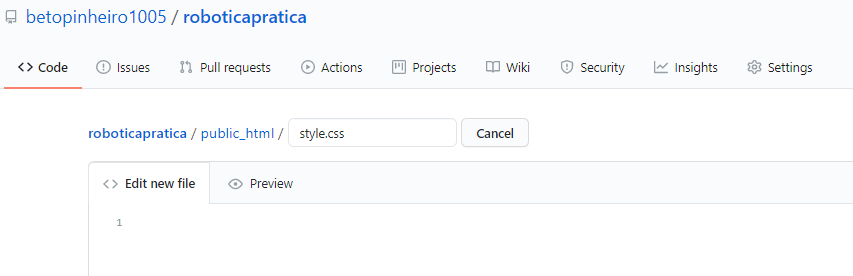 betopinheiro1005 / roboticapratica
Code Issues Pull requests Actions Projects Wiki Security Insights Settings
roboticapratica / public_html / style.css Cancel
Edit new file Preview
1